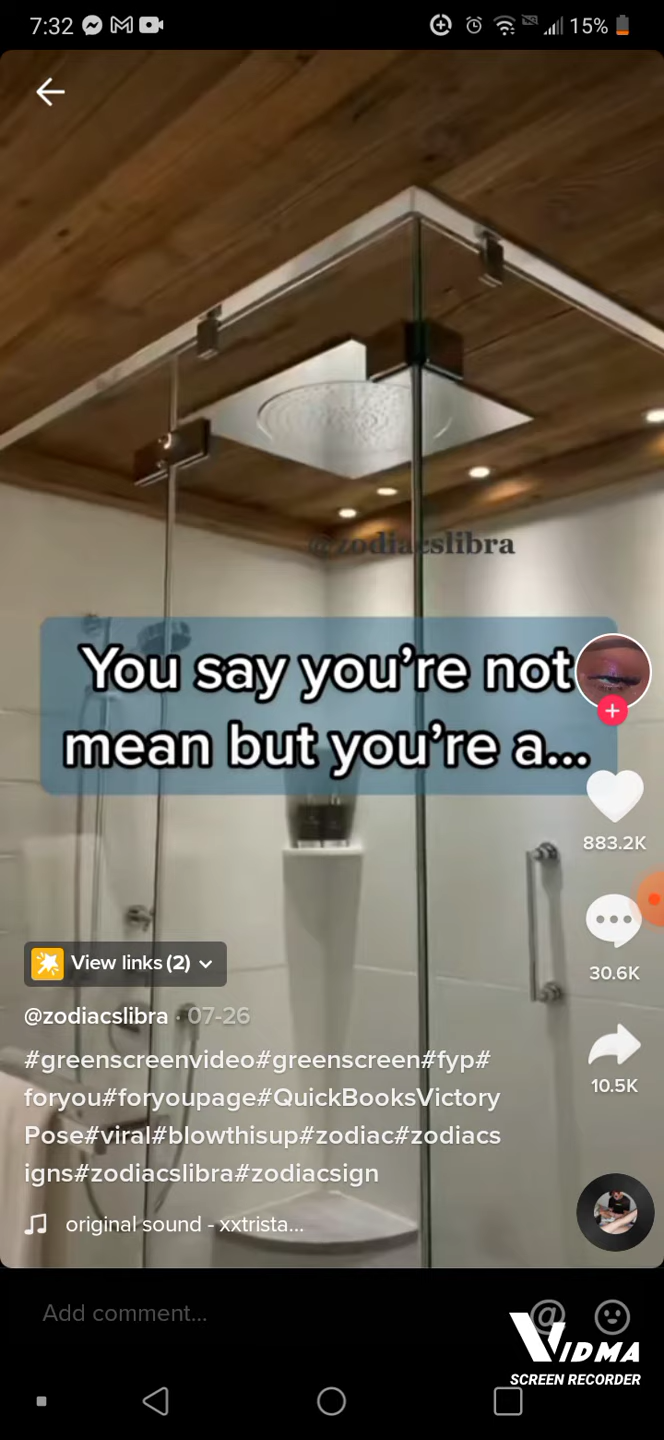 7:32
15%
@zodiacslibra
You say you're not
mean but you're a...
883.2K
30.6K
View links (2)
@zodiacslibra · 07-26
10.5K
#greenscreenvideo#greenscreen#fyp#
foryou#foryoupage#QuickBooksVictory
Pose#viral#blowthisup#zodiac#zodiacs
igns#zodiacslibra#zodiacsign
original sound - xxtrista...
Add comment...
VIDMA
SCREEN RECORDER